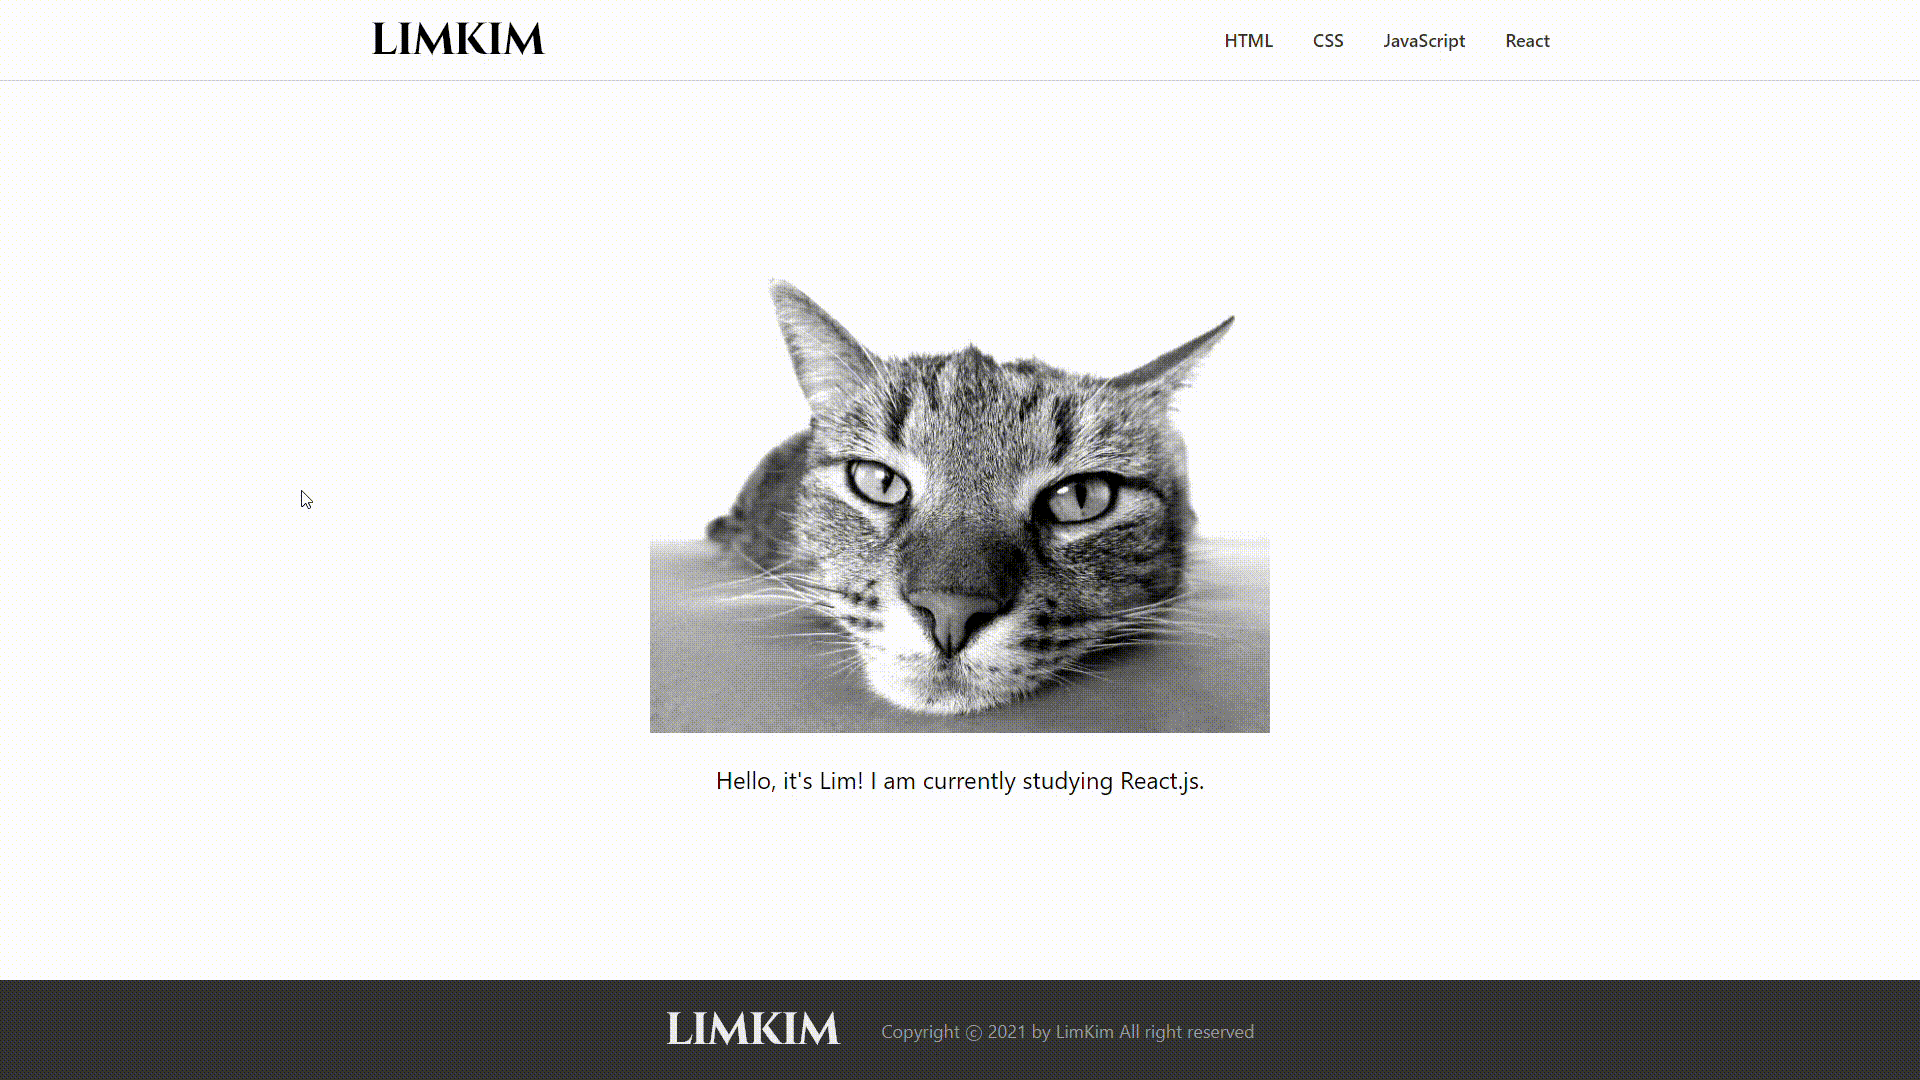 LIMKIM
HTML CSS JavaScript React
Hello, it's Lim! I am currently studying React.js.
LIMKIM
Copyright ⓒ 2021 by LimKim All right reserved